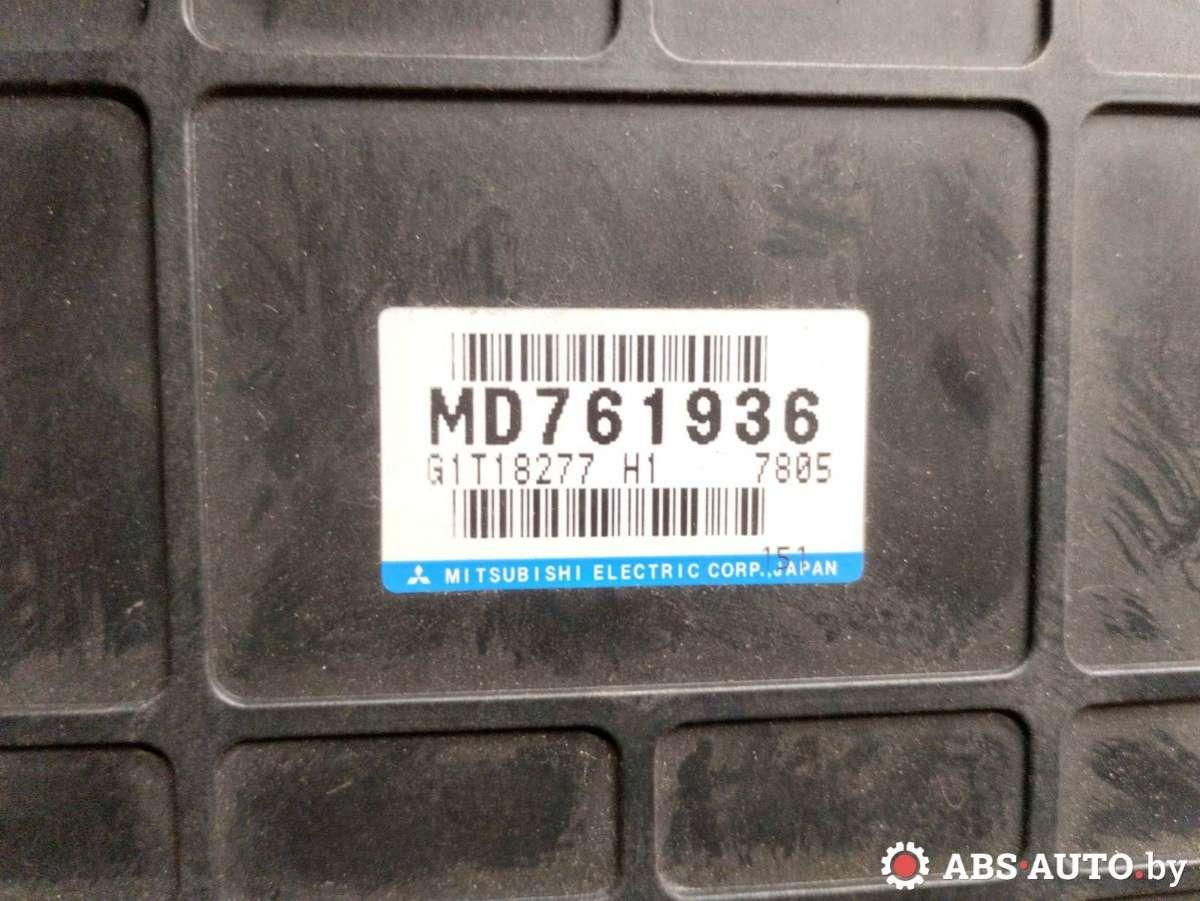 MD761936
G1T18277 H1 7805
151
MITSUBISHI ELECTRIC CORP., JAPAN
ABS·AUTO.by